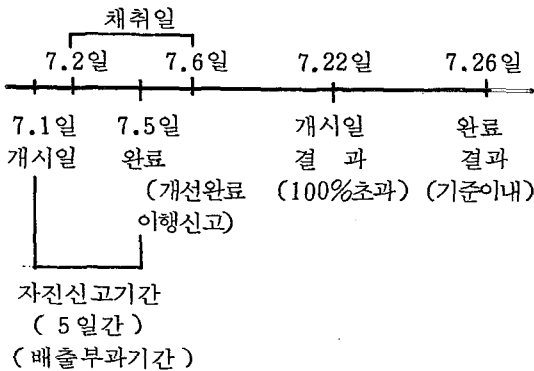 채취일
7.2일 7.6일 7.22일 7.26일
7.1일 7.5일 개시일 완료
개시일 완료 결 과 결과
(개선완료 (100%초과) (기준이내)
이행신고)
자진신고기간
( 5일간 )
( 배출부과기간 )